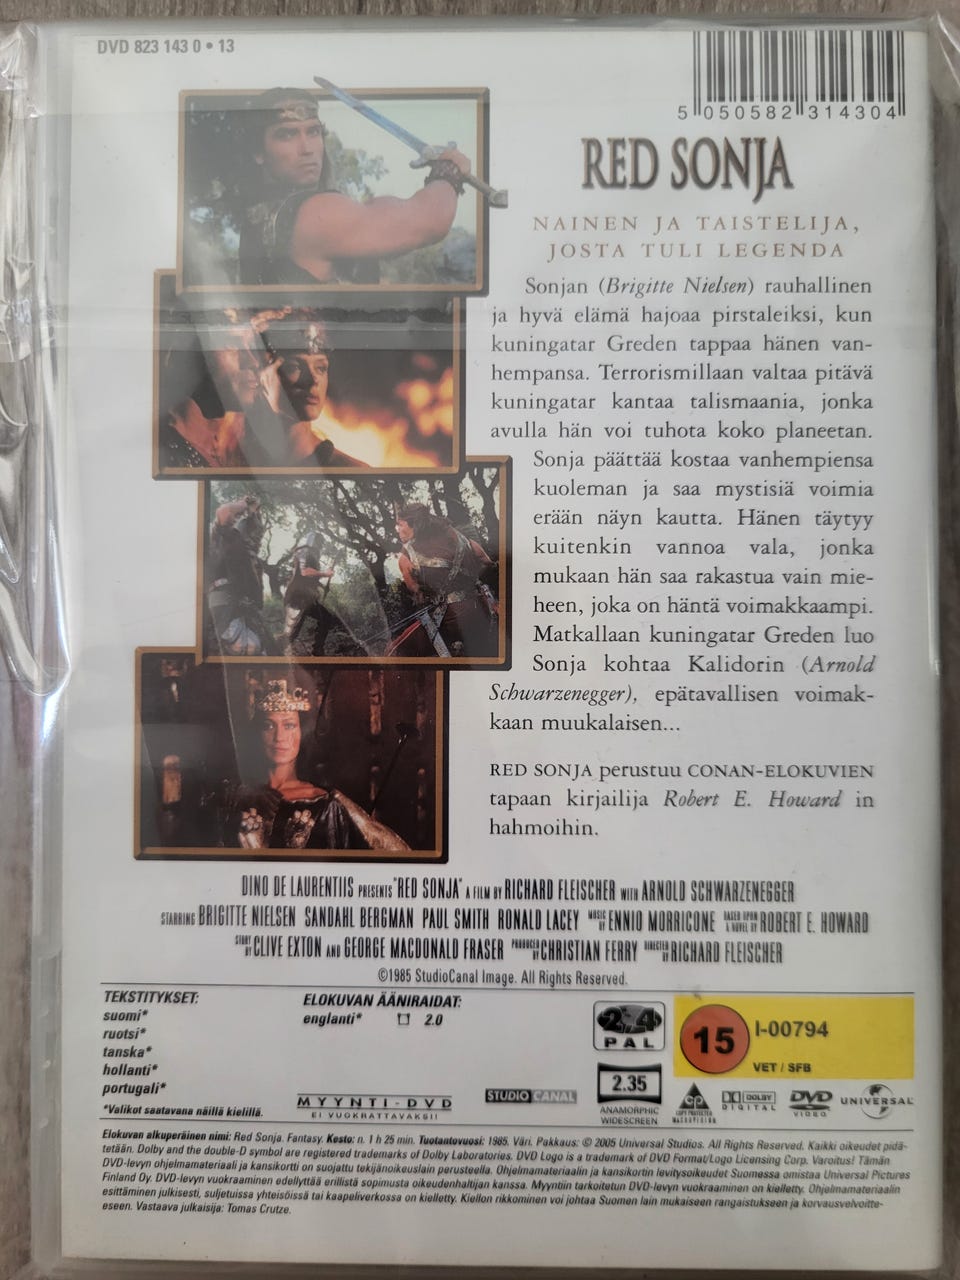 DVD 823 143 0 • 13
5 050582 314304
RED SONJA
NAINEN JA TAISTELIJA,
JOSTA TULI LEGENDA
Sonjan (Brigitte Nielsen) rauhallinen
ja hyvä elämä hajoaa pirstaleiksi, kun
kuningatar Greden tappaa hänen van-
hempansa. Terrorismillaan valtaa pitävä
kuningatar kantaa talismaania, jonka
avulla hän voi tuhota koko planeetan.
Sonja päättää kostaa vanhempiensa
kuoleman ja saa mystisiä voimia
erään näyn kautta. Hänen täytyy
kuitenkin vannoa vala, jonka
mukaan hän saa rakastua vain mie-
heen, joka on häntä voimakkaampi.
Matkallaan kuningatar Greden luo
Sonja kohtaa Kalidorin (Arnold
Schwarzenegger), epätavallisen voimak-
kaan muukalaisen...
RED SONJA perustuu CONAN-ELOKUVIEN
tapaan kirjailija Robert E. Howard in
hahmoihin.
DINO DE LAURENTIIS PRESENTS "RED SONJA" A FILM BY RICHARD FLEISCHER WITH ARNOLD SCHWARZENEGGER
STARRING BRIGITTE NIELSEN SANDAHL BERGMAN PAUL SMITH RONALD LACEY MUSIC BY ENNIO MORRICONE BASED UPON A NOVEL BY ROBERT E. HOWARD
STORY BY CLIVE EXTON AND GEORGE MACDONALD FRASER PRODUCED BY CHRISTIAN FERRY DIRECTED BY RICHARD FLEISCHER
©1985 StudioCanal Image. All Rights Reserved.
TEKSTITYKSET:
suomi*
ruotsi*
tanska*
hollanti*
portugali*
*Valikot saatavana näillä kielillä.
ELOKUVAN ÄÄNIRAIDAT:
englanti* 2.0
MYYNTI-DVD
EI VUOKRATTAVAKSI!
STUDIO CANAL
2.4
PAL
2.35
ANAMORPHIC
WIDESCREEN
15
I-00794
VET / SFB
CP
COPY PROTECTED
MACROVISION
DOLBY
DIGITAL
DVD
VIDEO
UNIVERSAL
Elokuvan alkuperäinen nimi: Red Sonja. Fantasy. Kesto: n. 1 h 25 min. Tuotantovuosi: 1985. Väri. Pakkaus: © 2005 Universal Studios. All Rights Reserved. Kaikki oikeudet pidä-
tetään. Dolby and the double-D symbol are registered trademarks of Dolby Laboratories. DVD Logo is a trademark of DVD Format/Logo Licensing Corp. Varoitus! Tämän
DVD-levyn ohjelmamateriaali ja kansikortti on suojattu tekijänoikeuslain perusteella. Ohjelmamateriaalin ja kansikortin levitysoikeudet Suomessa omistaa Universal Pictures
Finland Oy. DVD-levyn vuokraaminen edellyttää erillistä sopimusta oikeudenhaltijan kanssa. Myyntiin tarkoitetun DVD-levyn vuokraaminen on kielletty. Ohjelmamateriaalin
esittäminen julkisesti, suljetuissa yhteisöissä tai kaapeliverkossa on kielletty. Kiellon rikkominen voi johtaa Suomen lain mukaiseen rangaistukseen ja korvausvelvoitte-
eseen. Vastaava julkaisija: Tomas Crutze.